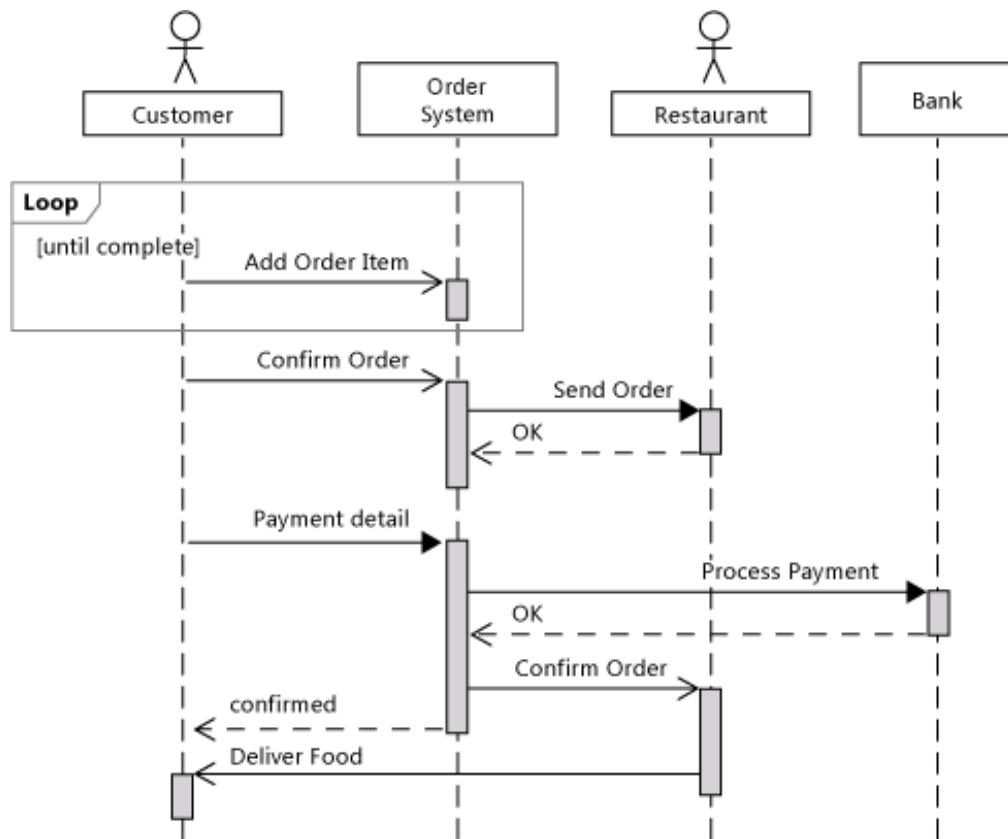 Customer
Order
System
Restaurant
Bank
Loop
[until complete]
Add Order Item
Confirm Order
Send Order
OK
Payment detail
Process Payment
OK
Confirm Order
confirmed
Deliver Food